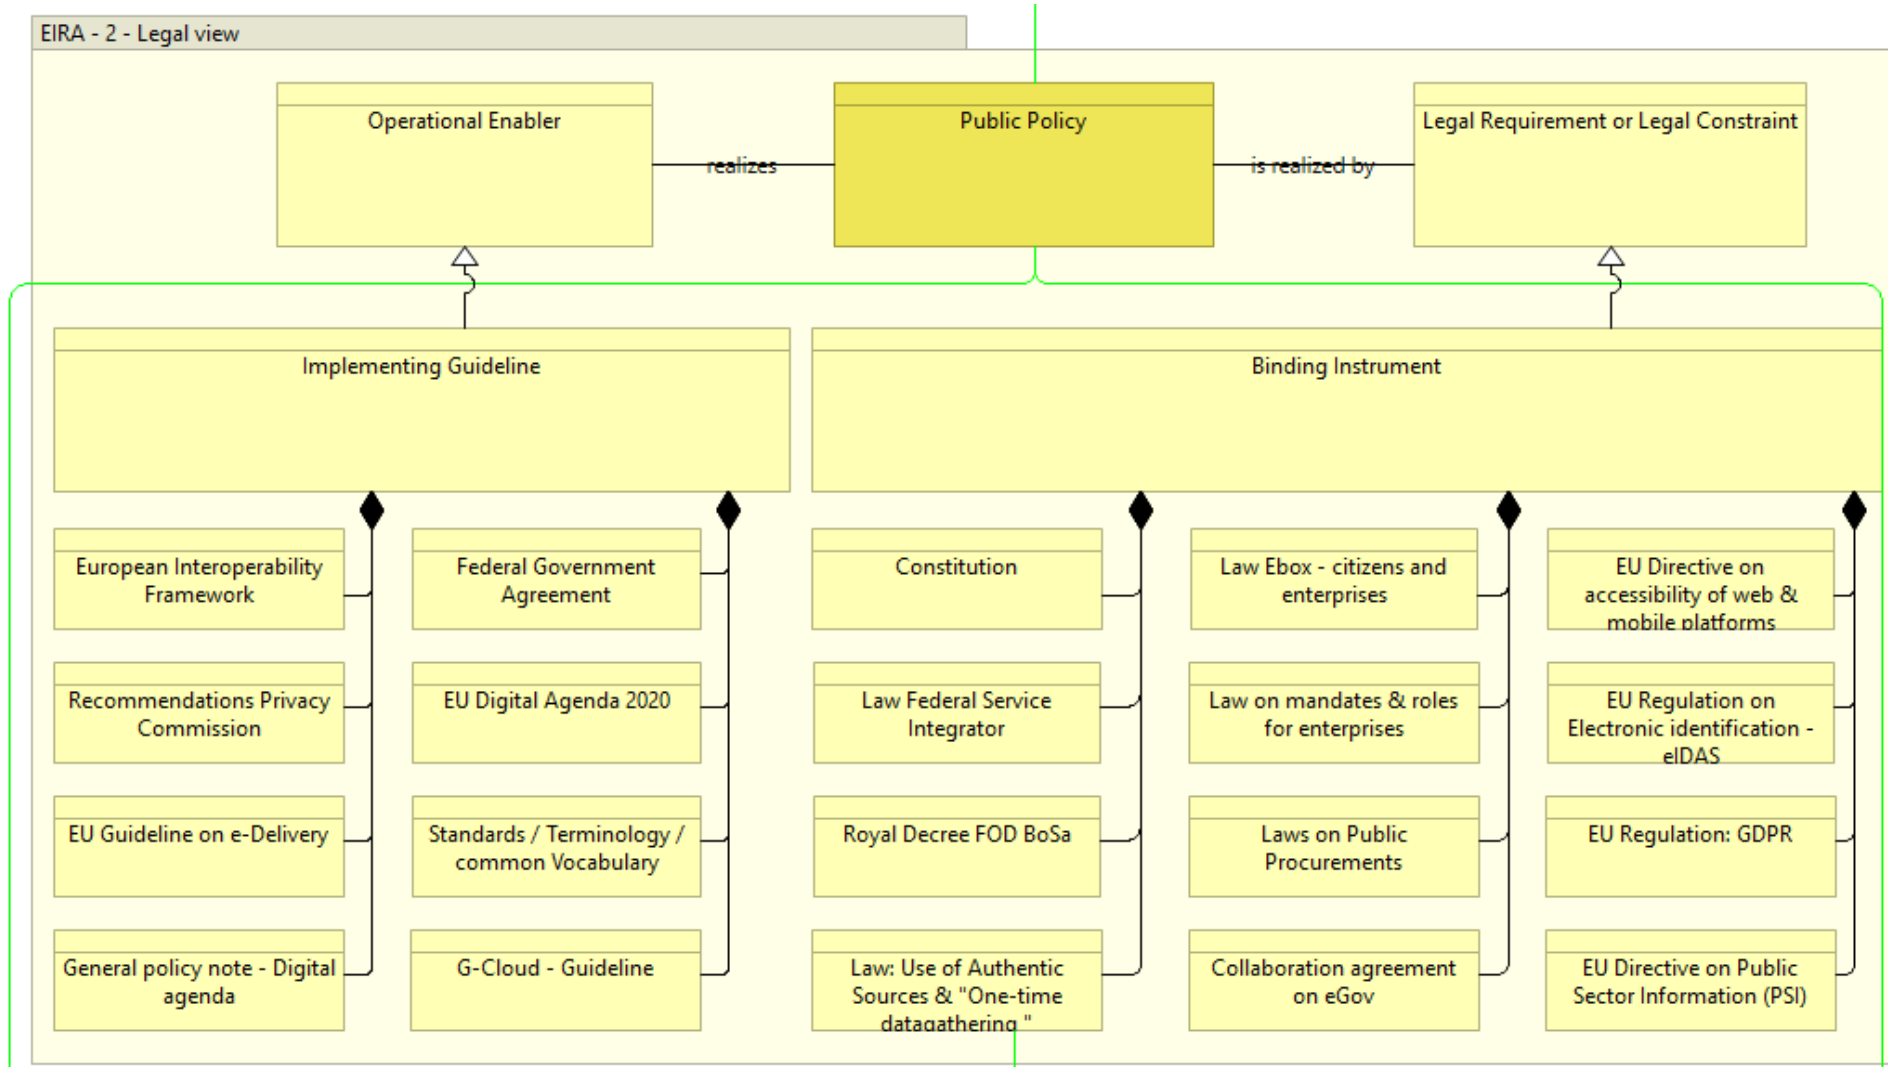 EIRA - 2 - Legal view
Operational Enabler
realizes
Public Policy
is realized by
Legal Requirement or Legal Constraint
Implementing Guideline
Binding Instrument
European Interoperability
Framework
Federal Government
Agreement
Constitution
Law Ebox - citizens and
enterprises
EU Directive on
accessibility of web &
mobile platforms
Recommendations Privacy
Commission
EU Digital Agenda 2020
Law Federal Service
Integrator
Law on mandates & roles
for enterprises
EU Regulation on
Electronic identification -
eIDAS
EU Guideline on e-Delivery
Standards / Terminology /
common Vocabulary
Royal Decree FOD BoSa
Laws on Public
Procurements
EU Regulation: GDPR
General policy note - Digital
agenda
G-Cloud - Guideline
Law: Use of Authentic
Sources & "One-time
datagathering "
Collaboration agreement
on eGov
EU Directive on Public
Sector Information (PSI)